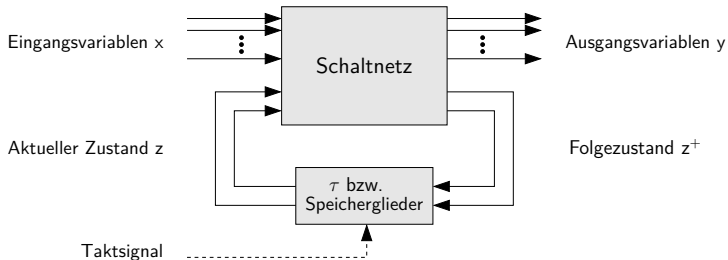 Eingangsvariablen x
Schaltnetz
Ausgangsvariablen y
Aktueller Zustand z
Folgezustand z⁺
τ bzw.
Speicherglieder
Taktsignal